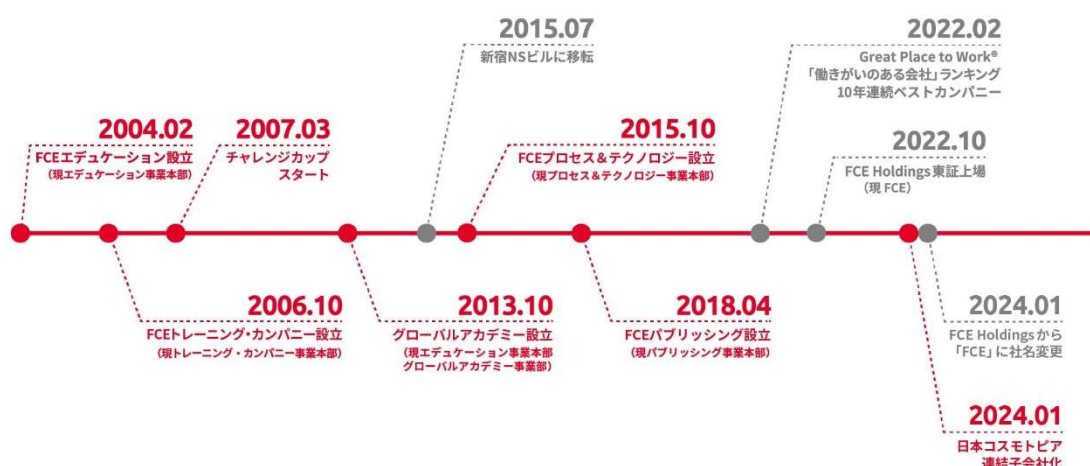 2015.07
新宿NSビルに移転
2022.02
Great Place to Work®
「働きがいのある会社」ランキング
10年連続ベストカンパニー
2004.02
FCEエデュケーション設立
(現エデュケーション事業本部)
2007.03
チャレンジカップ
スタート
2015.10
FCEプロセス&テクノロジー設立
(現プロセス&テクノロジー事業本部)
2022.10
FCE Holdings東証上場
(現 FCE)
2006.10
FCEトレーニング・カンパニー設立
(現トレーニング・カンパニー事業本部)
2013.10
グローバルアカデミー設立
(現エデュケーション事業本部
グローバルアカデミー事業部)
2018.04
FCEパブリッシング設立
(現パブリッシング事業本部)
2024.01
FCE Holdingsから
「FCE」に社名変更
2024.01
日本コスモトピア
連結子会社化